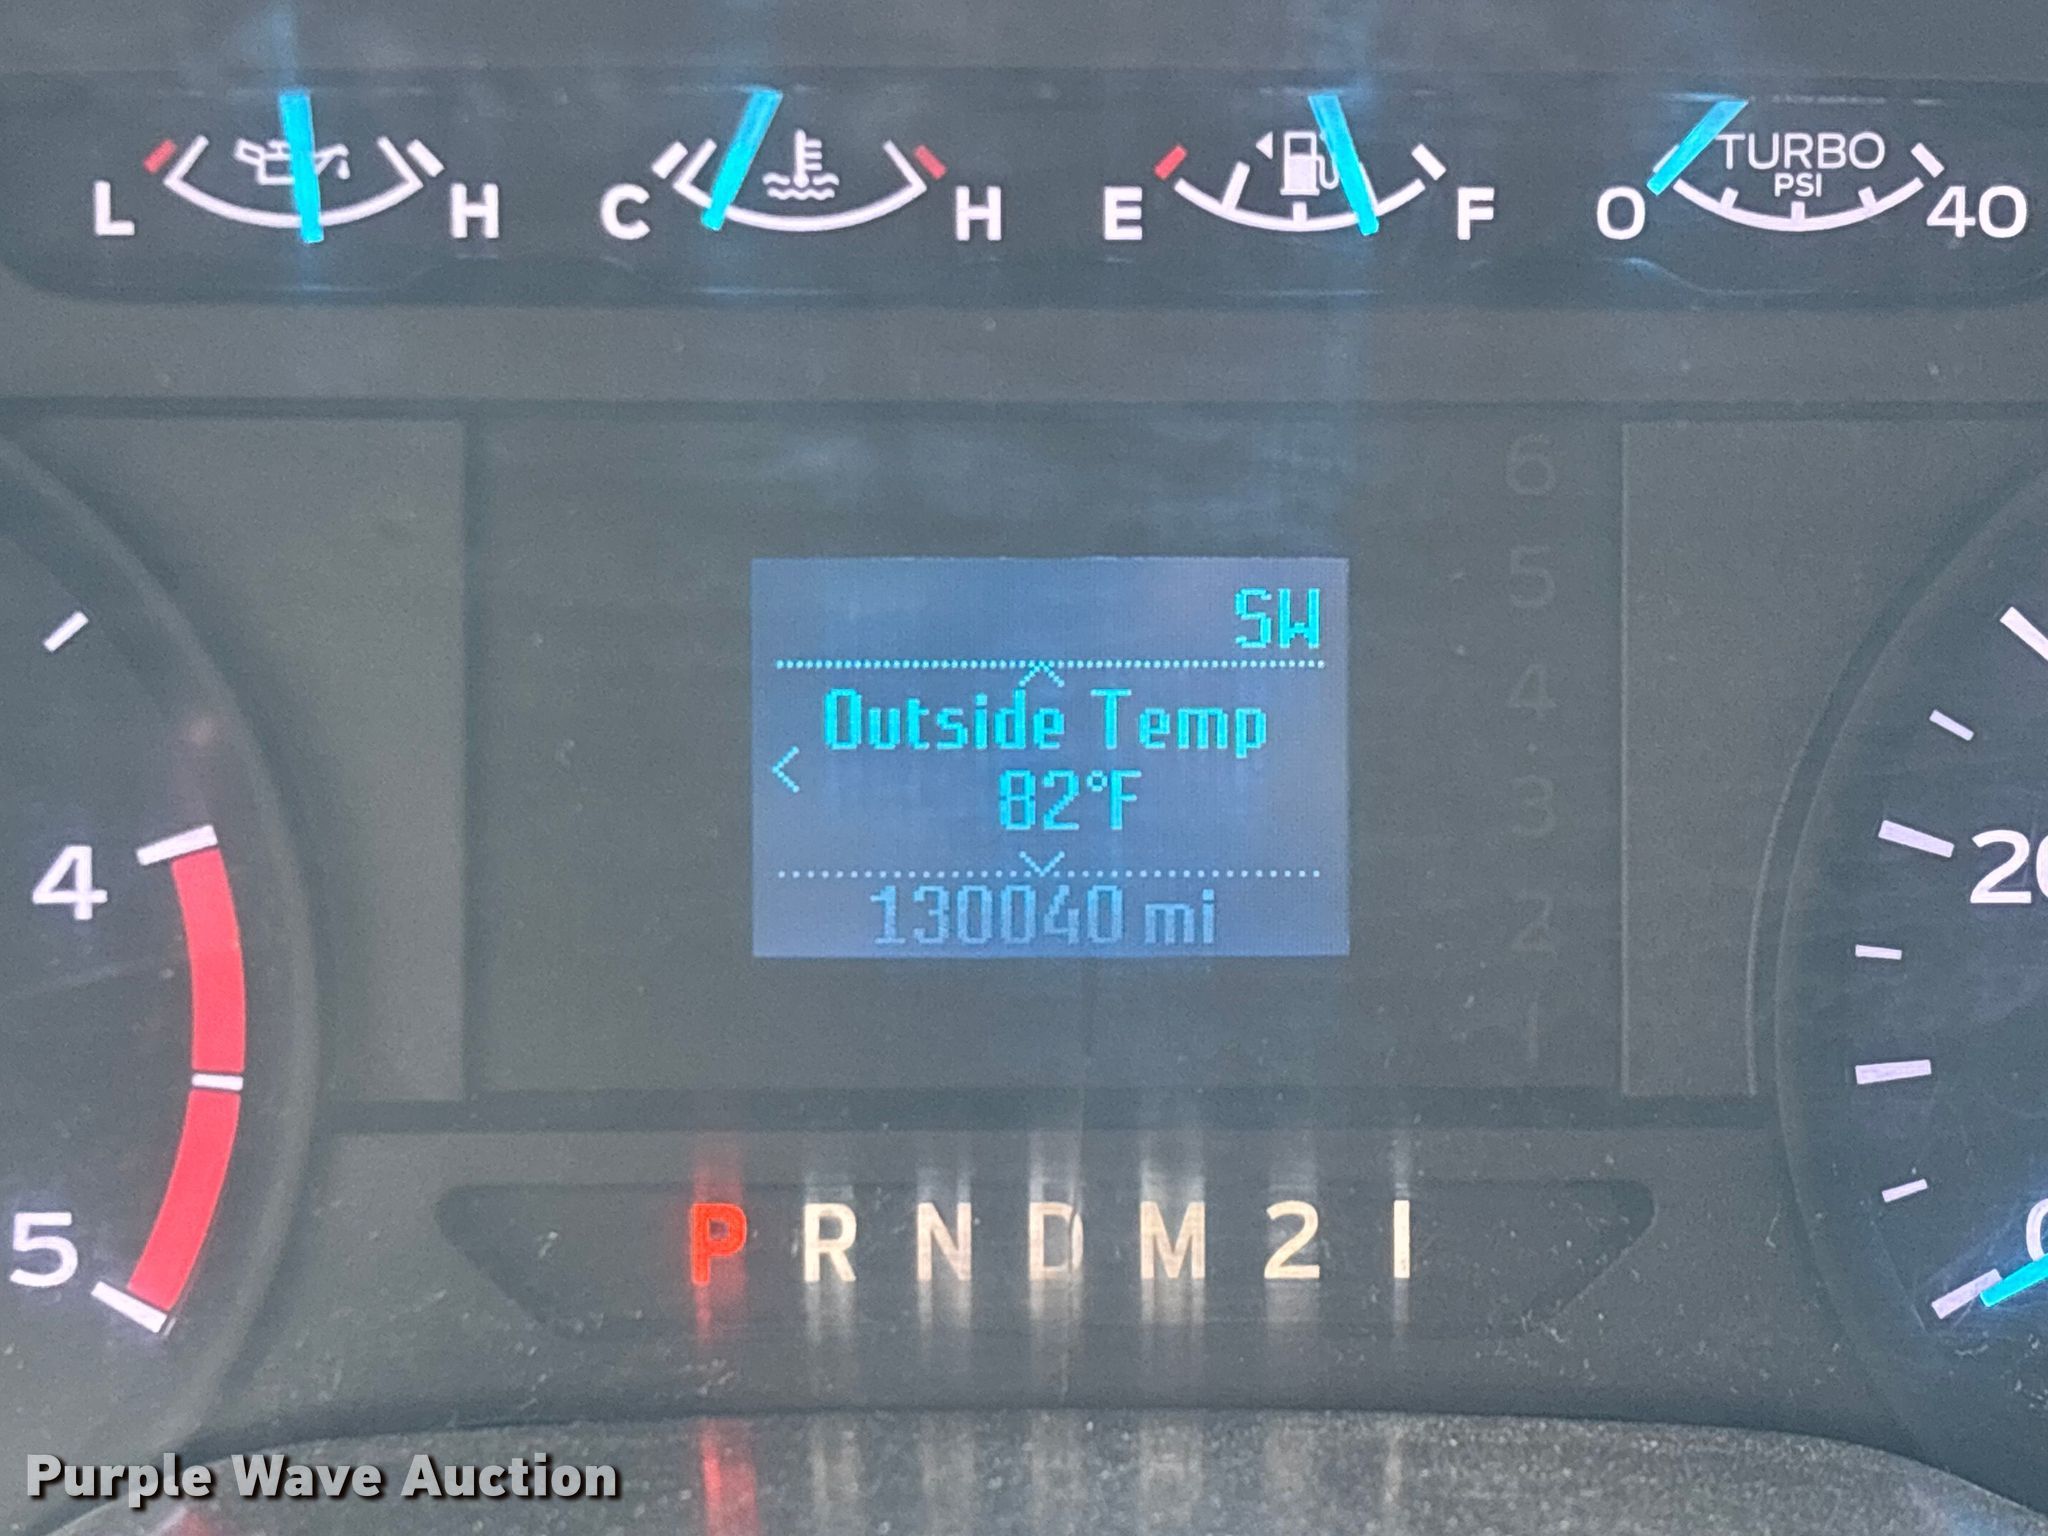 L H C H E F 0 TURBO PSI 40
6
5
4
3
2
1
SW
Outside Temp
82°F
130040 mi
4
5
20
0
P R N D M 2 1
Purple Wave Auction